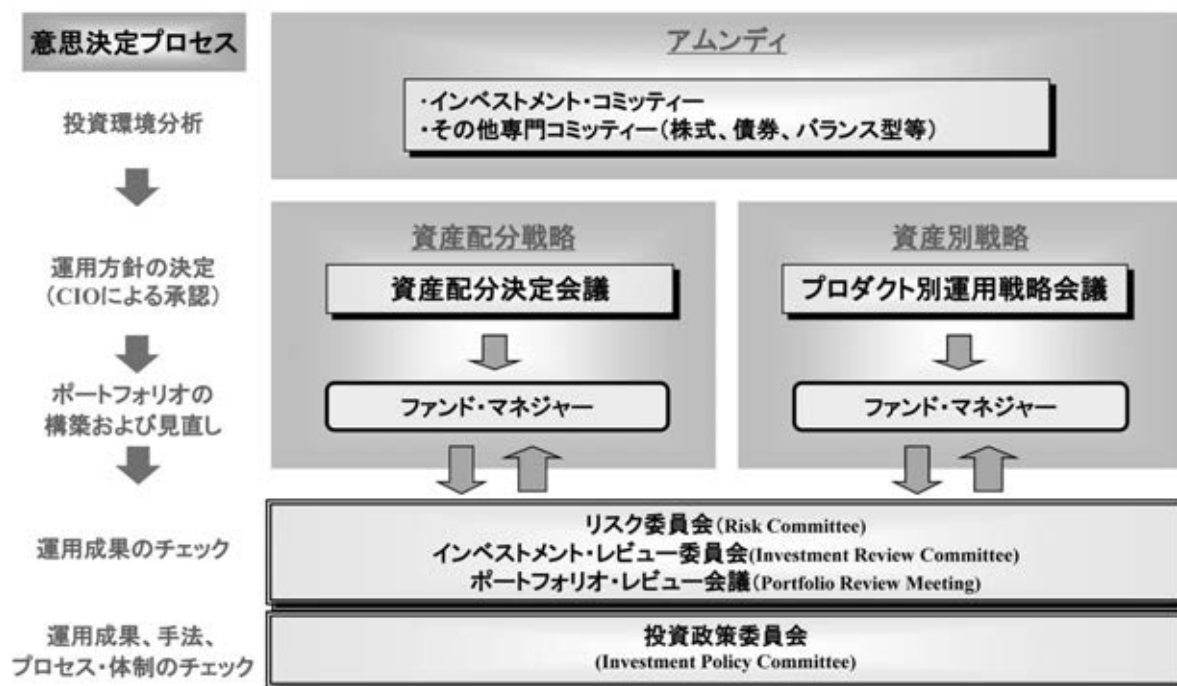 意思決定プロセス
アムンディ
投資環境分析
・インベストメント・コミッティー
・その他専門コミッティー（株式、債券、バランス型等）
資産配分戦略
資産別戦略
運用方針の決定
（CIOによる承認）
資産配分決定会議
プロダクト別運用戦略会議
ポートフォリオの
構築および見直し
ファンド・マネジャー
ファンド・マネジャー
運用成果のチェック
リスク委員会（Risk Committee）
インベストメント・レビュー委員会(Investment Review Committee)
ポートフォリオ・レビュー会議（Portfolio Review Meeting)
運用成果、手法、
プロセス・体制のチェック
投資政策委員会
(Investment Policy Committee)